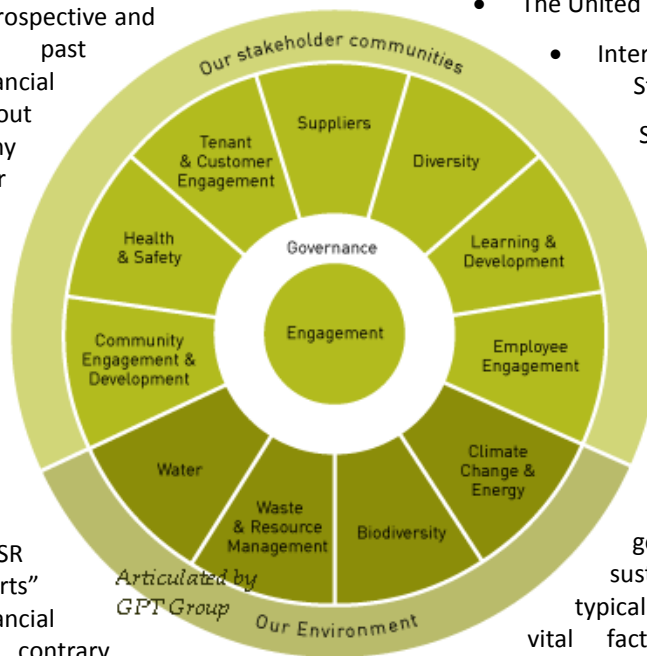 rospective and
past
ancial
out
ny
r
• The United
• Inter
St
S
Our stakeholder communities
Suppliers
Tenant
& Customer
Engagement
Diversity
Health
& Safety
Learning &
Development
Governance
Engagement
Community
Engagement &
Development
Employee
Engagement
Water
Climate
Change &
Energy
Waste
& Resource
Management
Biodiversity
Our Environment
Articulated by
GPT Group
SR
rts”
ancial
contrary
ge
sust
typical
vital fact